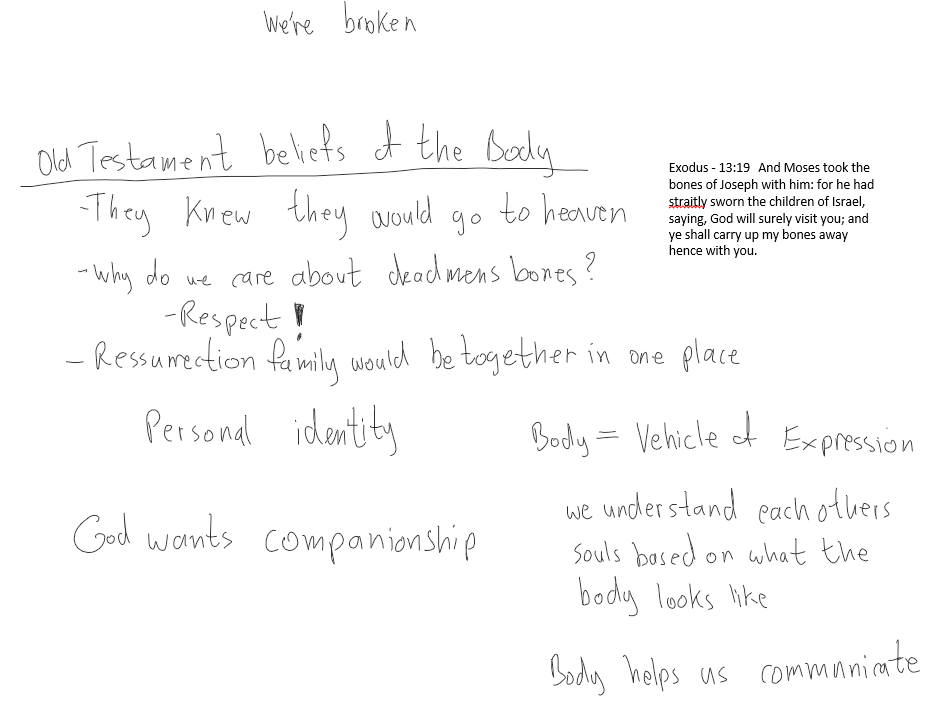 We're broken
Old Testament beliefs of the Body
-They Knew they would go to heaven
-Why do we care about deadmens bones?
-Respect!
- Ressurrection family would be together in one place
Personal identity
God wants companionship
Exodus - 13:19 And Moses took the
bones of Joseph with him: for he had
straitly sworn the children of Israel,
saying, God will surely visit you; and
ye shall carry up my bones away
hence with you.
Body = Vehicle of Expression
we understand each others
souls based on what the
body looks like
Body helps us communicate